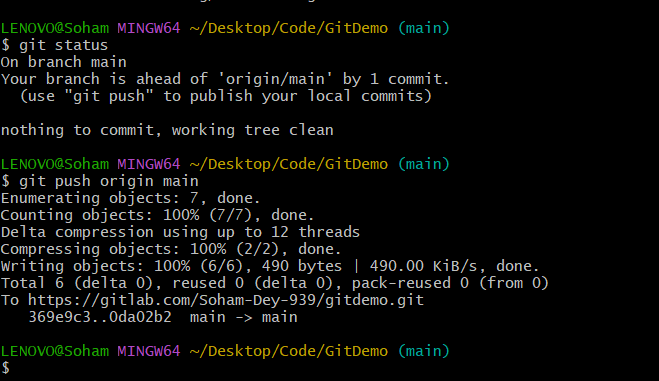 LENOVO@Soham MINGW64 ~/Desktop/Code/GitDemo (main)
$ git status
On branch main
Your branch is ahead of 'origin/main' by 1 commit.
  (use "git push" to publish your local commits)

nothing to commit, working tree clean

LENOVO@Soham MINGW64 ~/Desktop/Code/GitDemo (main)
$ git push origin main
Enumerating objects: 7, done.
Counting objects: 100% (7/7), done.
Delta compression using up to 12 threads
Compressing objects: 100% (2/2), done.
Writing objects: 100% (6/6), 490 bytes | 490.00 KiB/s, done.
Total 6 (delta 0), reused 0 (delta 0), pack-reused 0 (from 0)
To https://gitlab.com/Soham-Dey-939/gitdemo.git
   369e9c3..0da02b2  main -> main

LENOVO@Soham MINGW64 ~/Desktop/Code/GitDemo (main)
$